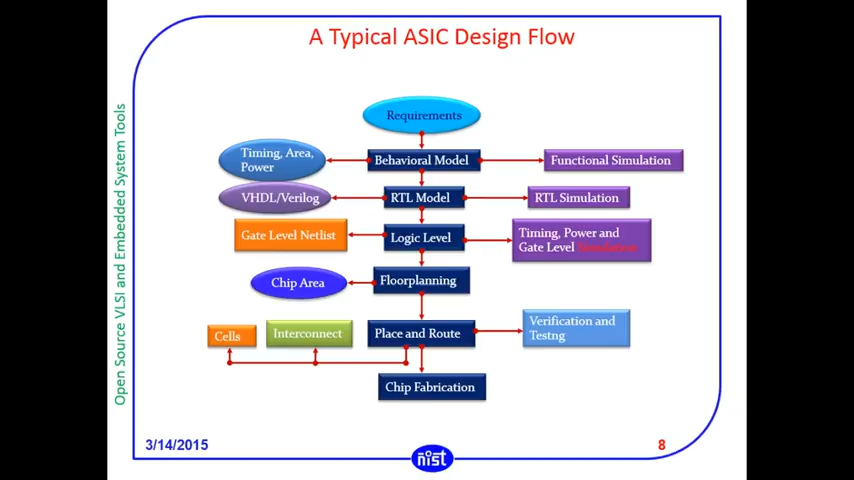 A Typical ASIC Design Flow
Open Source VLSI and Embedded System Tools
Requirements
Timing, Area,
Power
Behavioral Model
Functional Simulation
VHDL/Verilog
RTL Model
RTL Simulation
Gate Level Netlist
Logic Level
Timing, Power and
Gate Level Simulation
Chip Area
Floorplanning
Cells
Interconnect
Place and Route
Verification and
Testng
Chip Fabrication
3/14/2015
nist
8